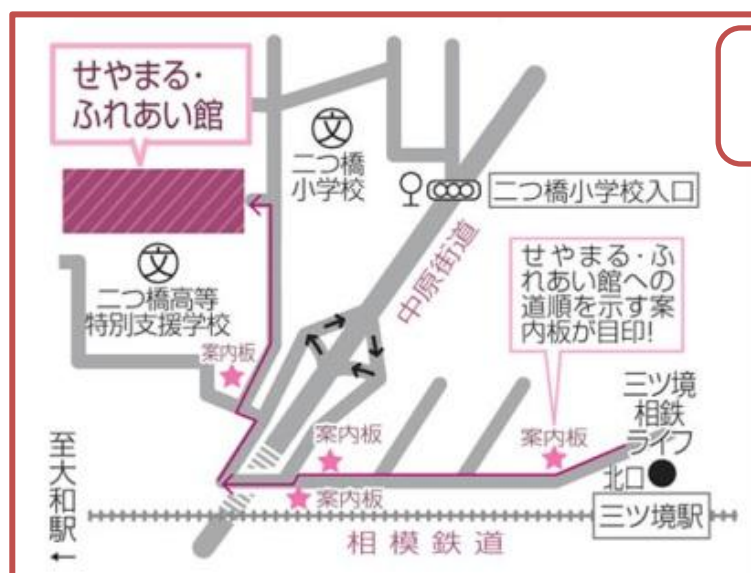 せやまる・
ふれあい館
文
二つ橋
小学校
二つ橋小学校入口
中原街道
せやまる・ふ
れあい館への
道順を示す案
内板が目印!
文
二つ橋高等
特別支援学校
案内板
三ツ境
相鉄
ライフ
案内板
案内板
案内板
北口
三ツ境駅
至大和駅←
相模鉄道